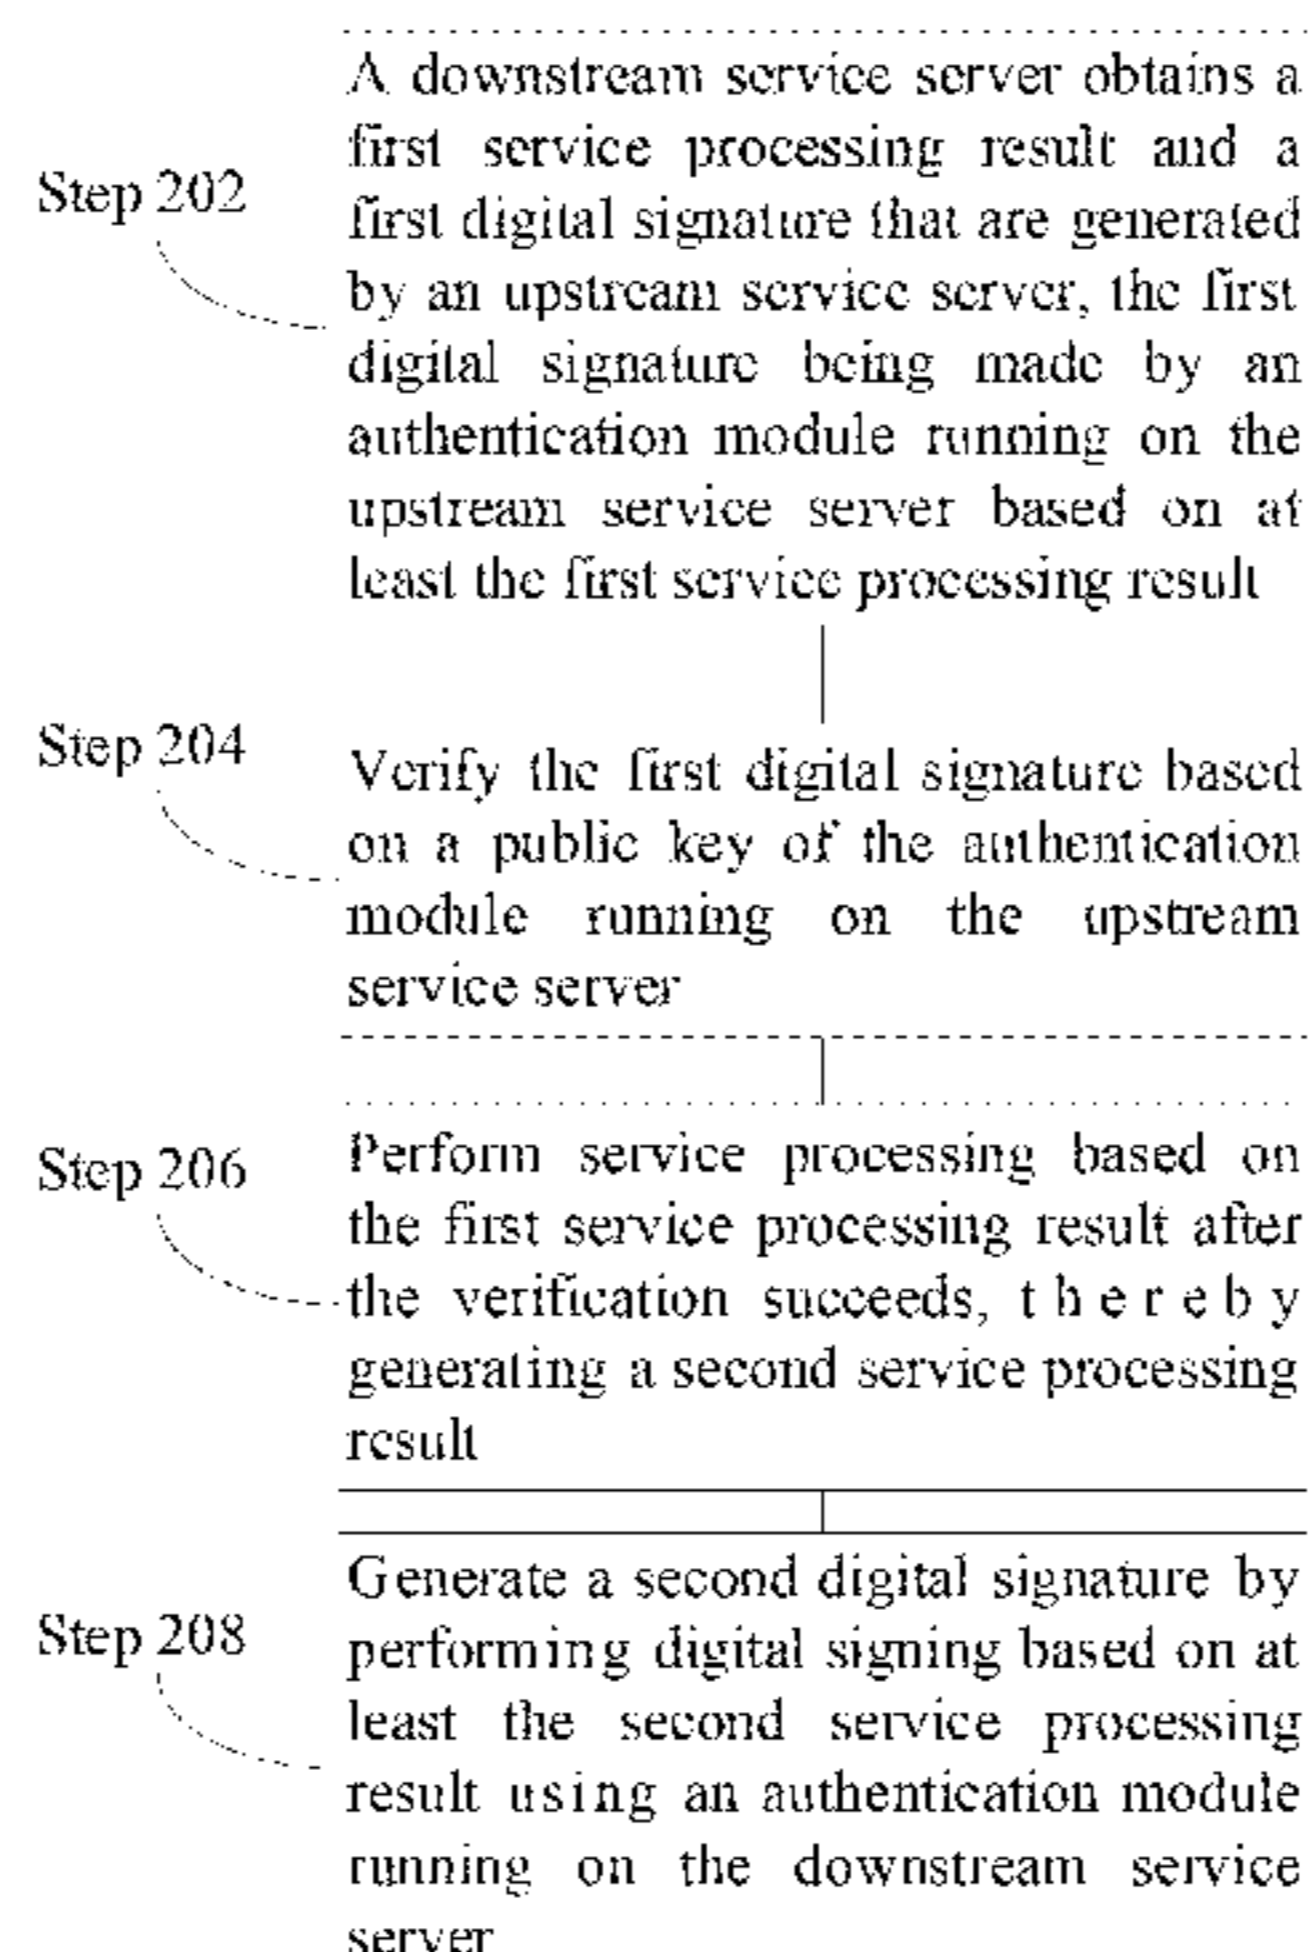 A downstream service server obtains a
first service processing result and a
Step 202
first digital signature that are generated
by an upstream service server, the first
digital signature being made by an
authentication module running on the
upstream service server based on at
least the first service processing result
Step 204
Verify the first digital signature based
on a public key of the authentication
module running on the upstream
service server
Step 206
Perform service processing based on
the first service processing result after
the verification succeeds, thereby
generating a second service processing
result
Generate a second digital signature by
Step 208
performing digital signing based on at
least the second service processing
result using an authentication module
running on the downstream service
server